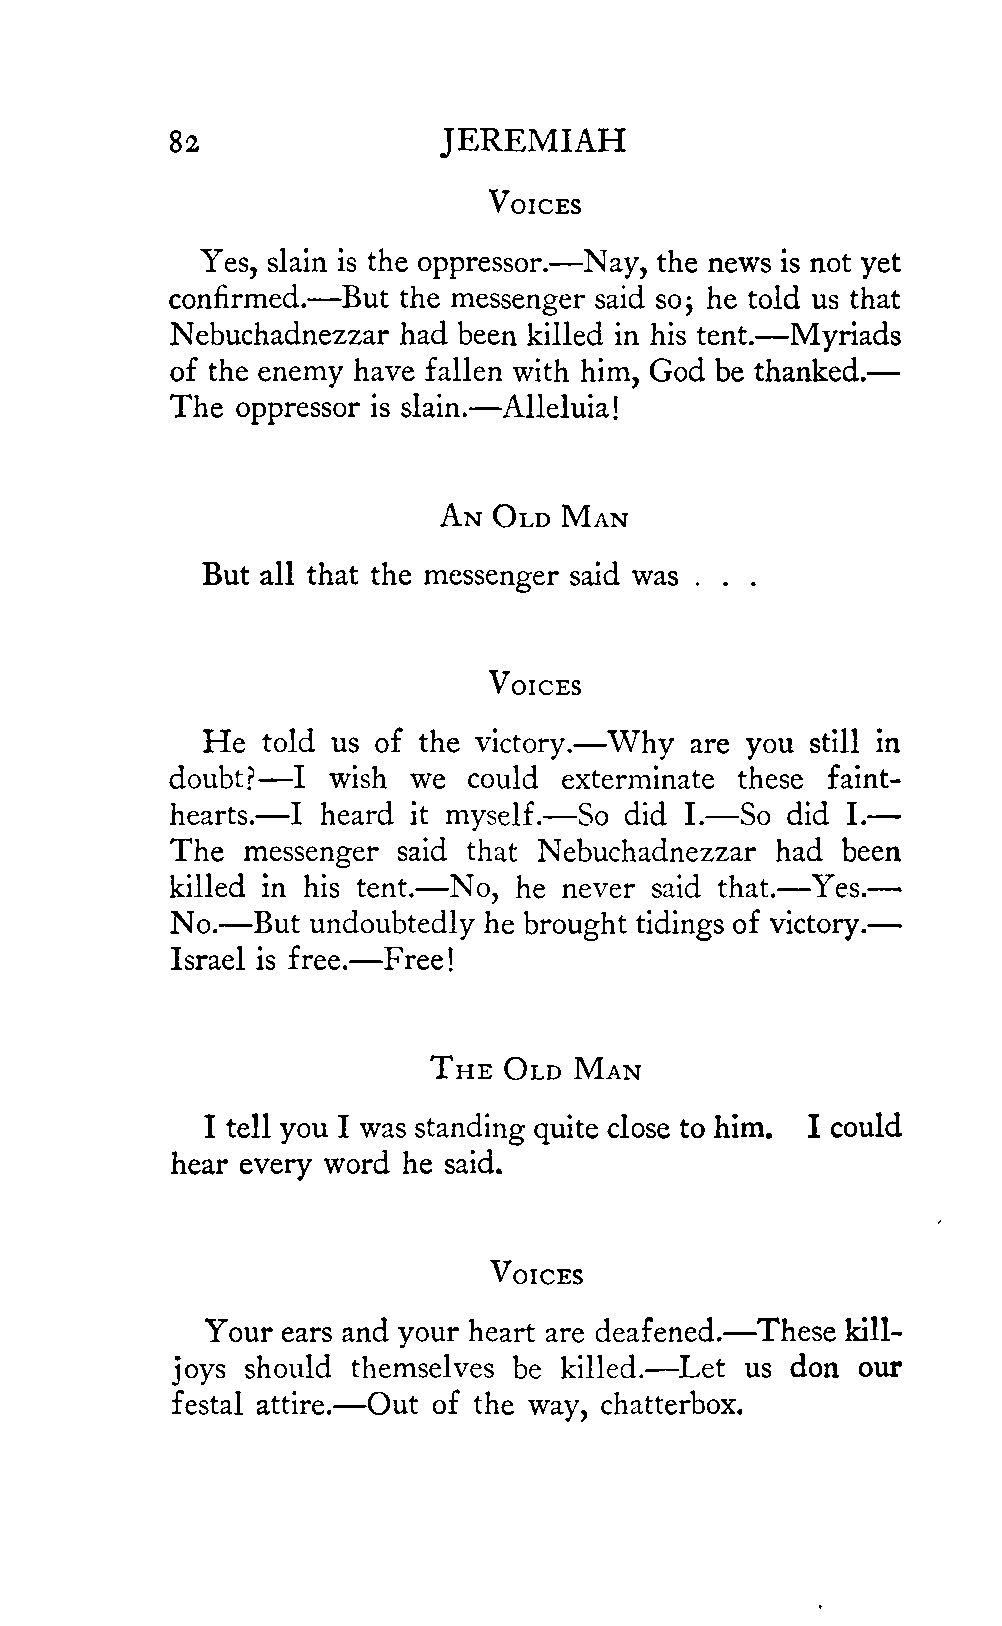 82 JEREMIAH
Voices
Yes, slain is the oppressor.—Nay, the news is not yet
confirmed.—But the messenger said so; he told us that
Nebuchadnezzar had been killed in his tent.—Myriads
of the enemy have fallen with him, God be thanked.—
The oppressor is slain.—Alleluia!
An Old Man
But all that the messenger said was . . .
Voices
He told us of the victory.—Why are you still in
doubt?—I wish we could exterminate these faint-
hearts.—I heard it myself.—So did I.—So did I.—
The messenger said that Nebuchadnezzar had been
killed in his tent.—No, he never said that.—Yes.—
No.—But undoubtedly he brought tidings of victory.—
Israel is free.—Free!
The Old Man
I tell you I was standing quite close to him. I could
hear every word he said.
Voices
Your ears and your heart are deafened.—These kill-
joys should themselves be killed.—Let us don our
festal attire.—Out of the way, chatterbox.